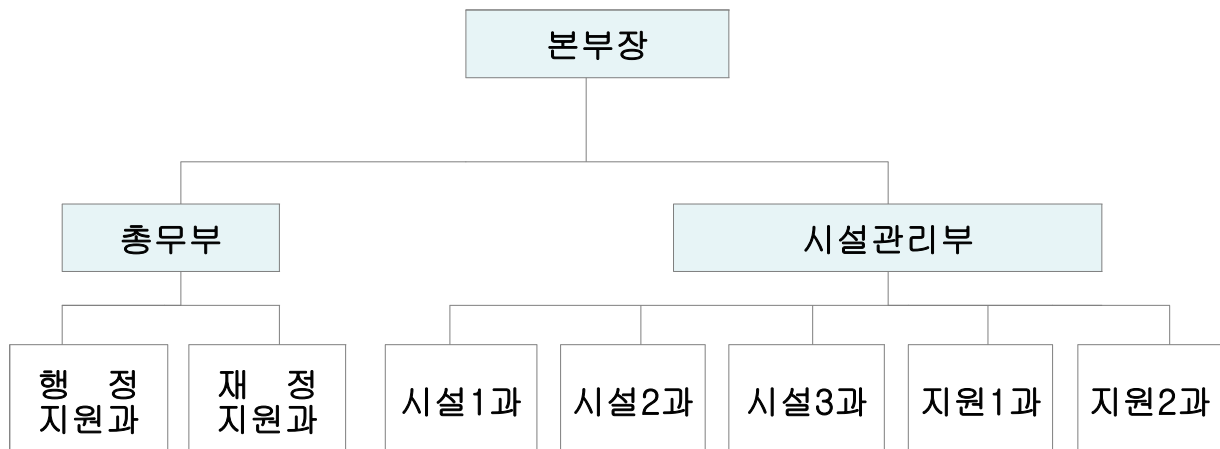 본부장
총무부
시설관리부
행 정
지원과
재 정
지원과
시설1과
시설2과
시설3과
지원1과
지원2과